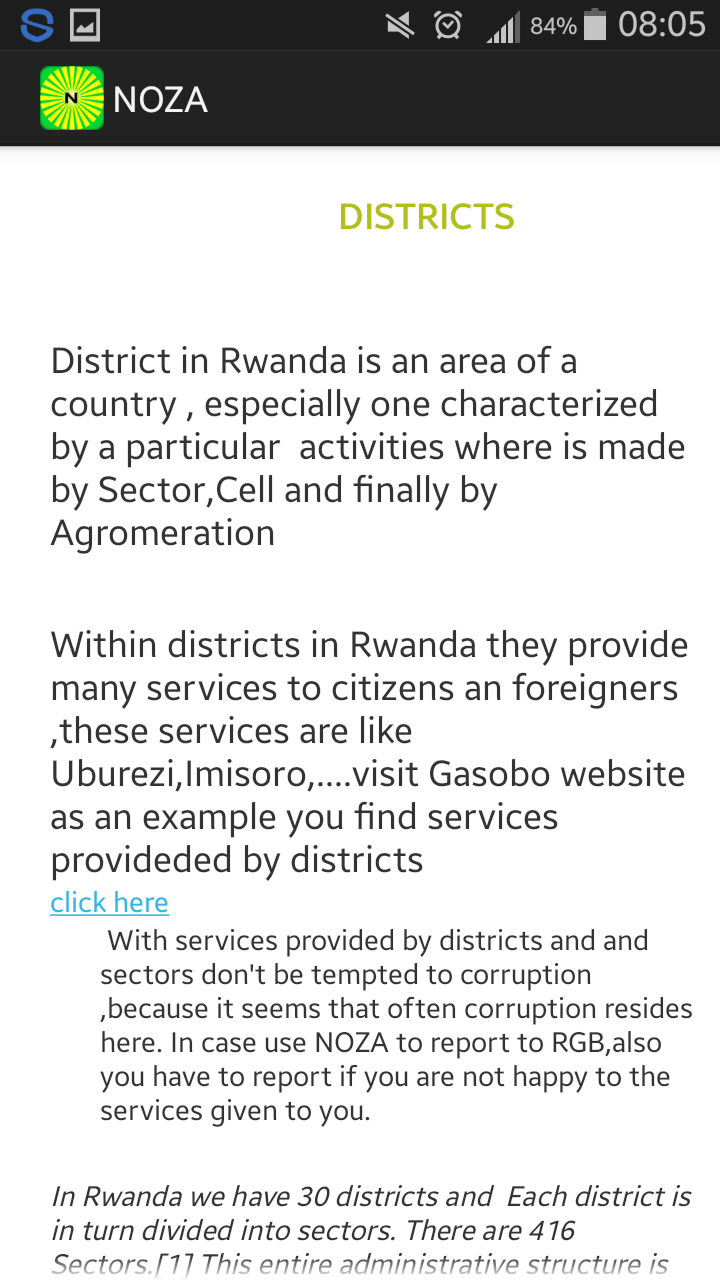 84% 08:05
N NOZA
DISTRICTS
District in Rwanda is an area of a
country , especially one characterized
by a particular  activities where is made
by Sector,Cell and finally by
Agromeration
Within districts in Rwanda they provide
many services to citizens an foreigners
,these services are like
Uburezi,Imisoro,....visit Gasobo website
as an example you find services
provideded by districts
click here
With services provided by districts and and
sectors don't be tempted to corruption
,because it seems that often corruption resides
here. In case use NOZA to report to RGB,also
you have to report if you are not happy to the
services given to you.
In Rwanda we have 30 districts and  Each district is
in turn divided into sectors. There are 416
Sectors.[1] This entire administrative structure is